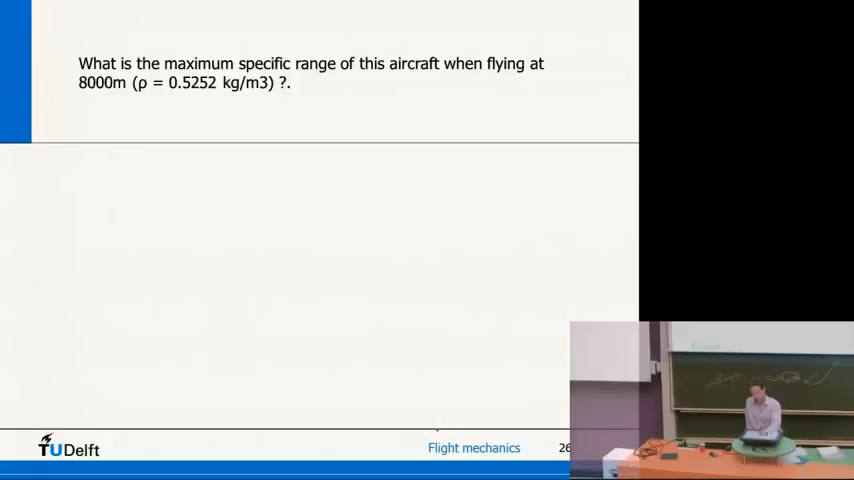 What is the maximum specific range of this aircraft when flying at
8000m (ρ = 0.5252 kg/m3) ?.
TUDelft
Flight mechanics
26